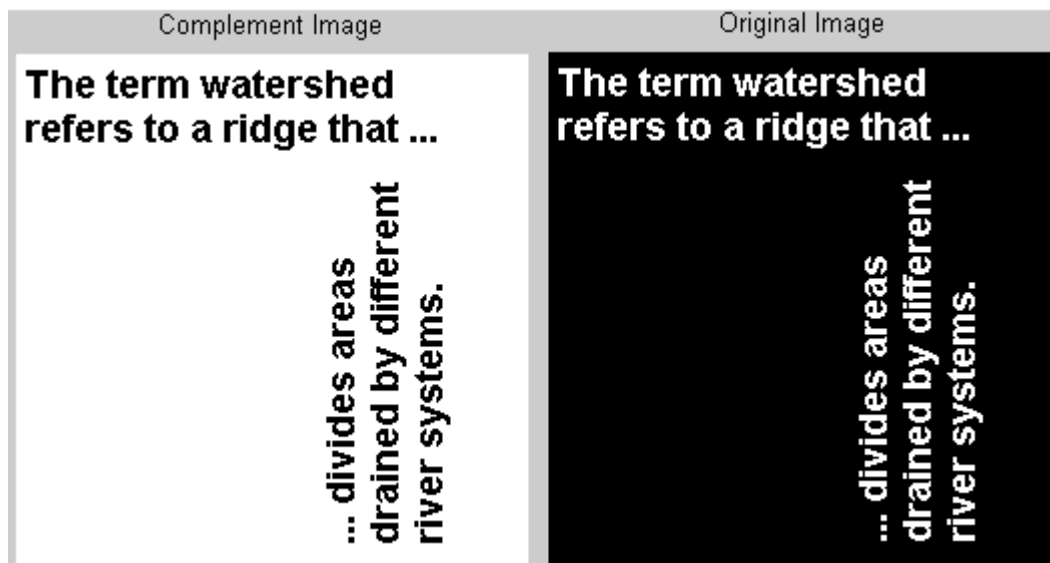 Complement Image
The term watershed
refers to a ridge that ...
... divides areas
drained by different
river systems.
Original Image
The term watershed
refers to a ridge that ...
... divides areas
drained by different
river systems.